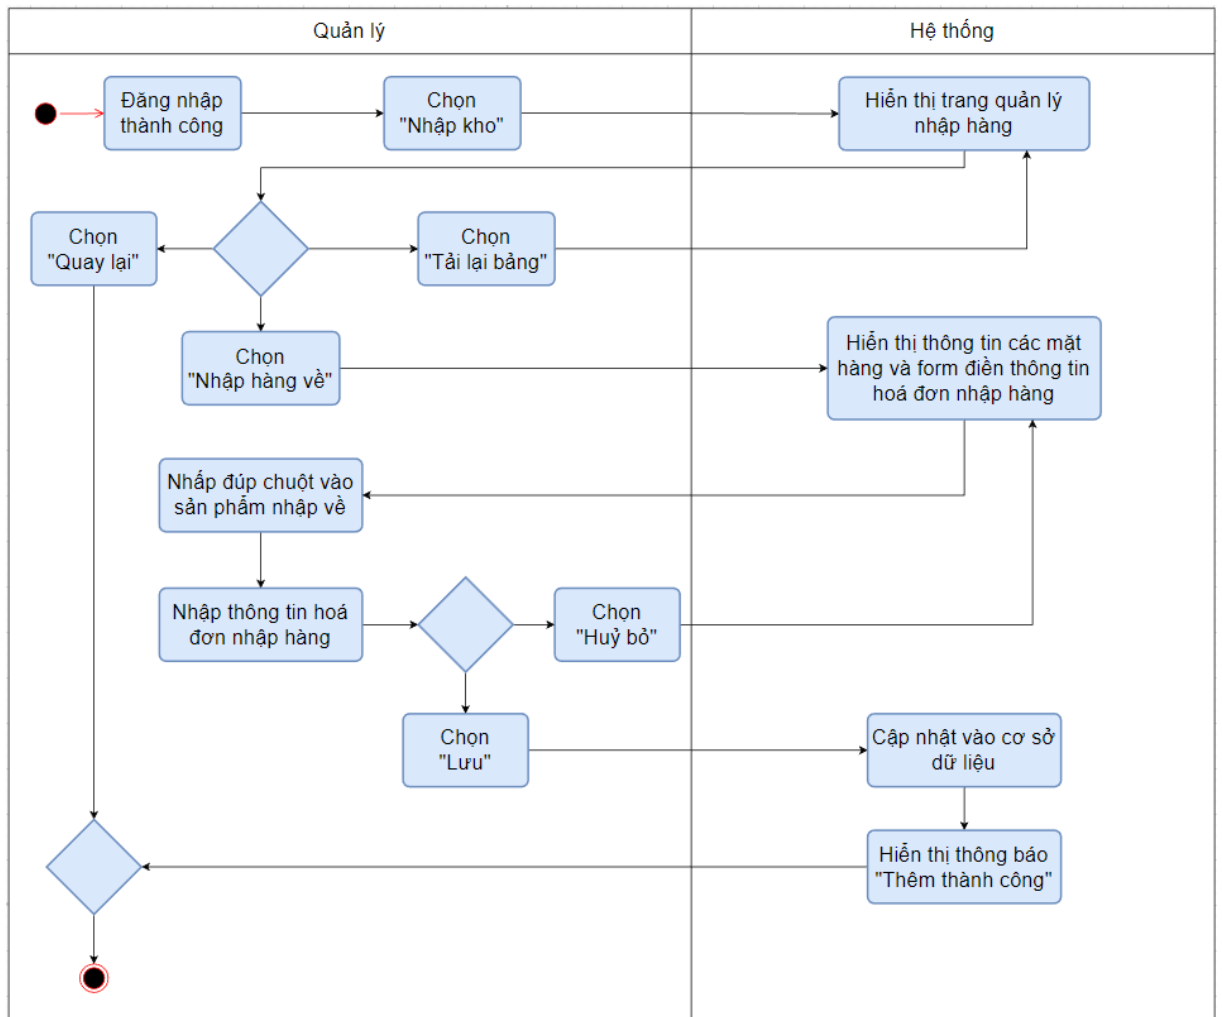 Quản lý
Hệ thống
Đăng nhập
thành công
Chọn
"Nhập kho"
Hiển thị trang quản lý
nhập hàng
Chọn
"Quay lại"
Chọn
"Tải lại bảng"
Chọn
"Nhập hàng về"
Hiển thị thông tin các mặt
hàng và form điền thông tin
hoá đơn nhập hàng
Nhấp đúp chuột vào
sản phẩm nhập về
Nhập thông tin hoá
đơn nhập hàng
Chọn
"Huỷ bỏ"
Chọn
"Lưu"
Cập nhật vào cơ sở
dữ liệu
Hiển thị thông báo
"Thêm thành công"